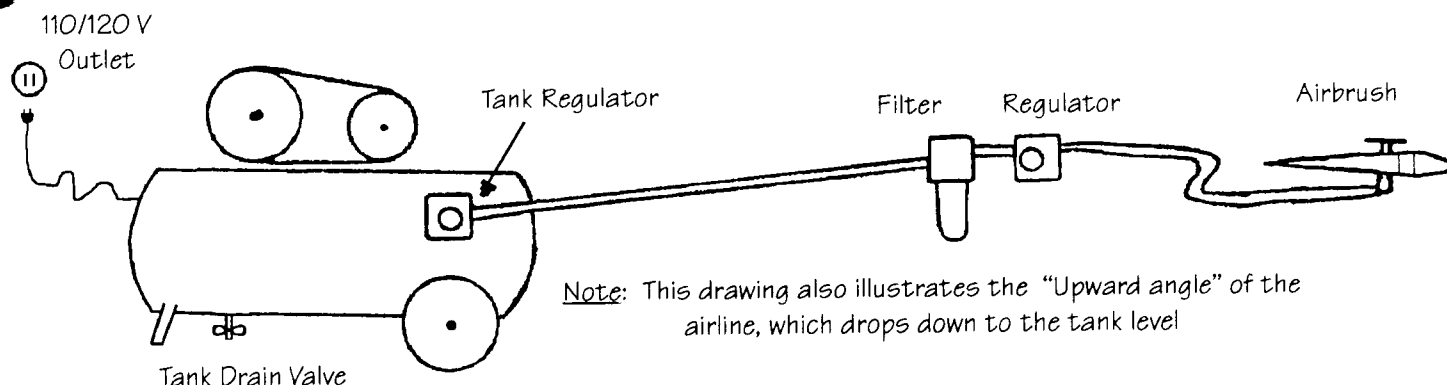 110/120 V
Outlet
Tank Regulator
Filter
Regulator
Airbrush
Note: This drawing also illustrates the “Upward angle” of the
airline, which drops down to the tank level
Tank Drain Valve